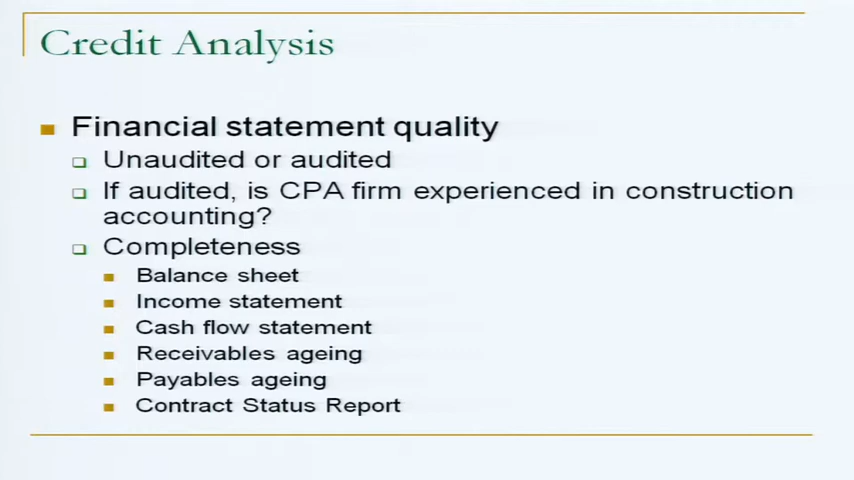 Credit Analysis
Financial statement quality
Unaudited or audited
If audited, is CPA firm experienced in construction
accounting?
Completeness
Balance sheet
Income statement
Cash flow statement
Receivables ageing
Payables ageing
Contract Status Report